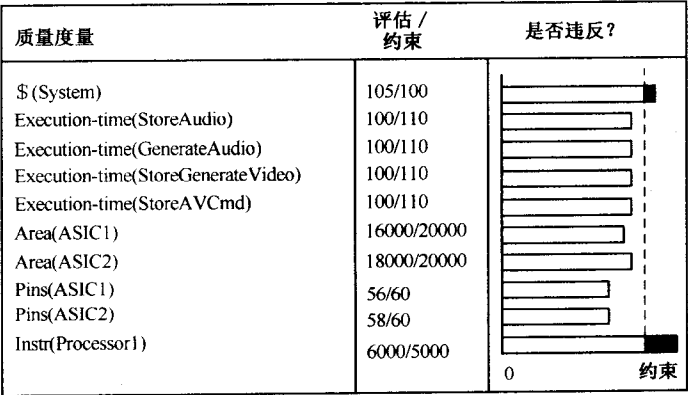 质量度量
评估 /
约束
是否违反?
$ (System) 105/100
Execution-time(StoreAudio) 100/110
Execution-time(GenerateAudio) 100/110
Execution-time(StoreGenerateVideo) 100/110
Execution-time(StoreAVCmd) 100/110
Area(ASIC1) 16000/20000
Area(ASIC2) 18000/20000
Pins(ASIC1) 56/60
Pins(ASIC2) 58/60
Instr(Processor1) 6000/5000
0 约束